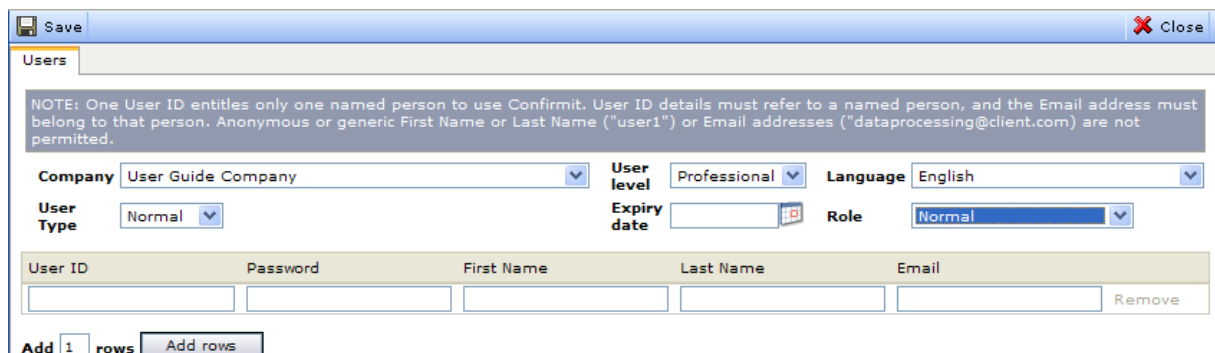 Save Close
Users
NOTE: One User ID entitles only one named person to use Confirmit. User ID details must refer to a named person, and the Email address must
belong to that person. Anonymous or generic First Name or Last Name ("user1") or Email addresses ("dataprocessing@client.com) are not
permitted.
Company User Guide Company User level Professional Language English
User Type Normal Expiry date Role Normal
User ID Password First Name Last Name Email
Remove
Add 1 rows Add rows